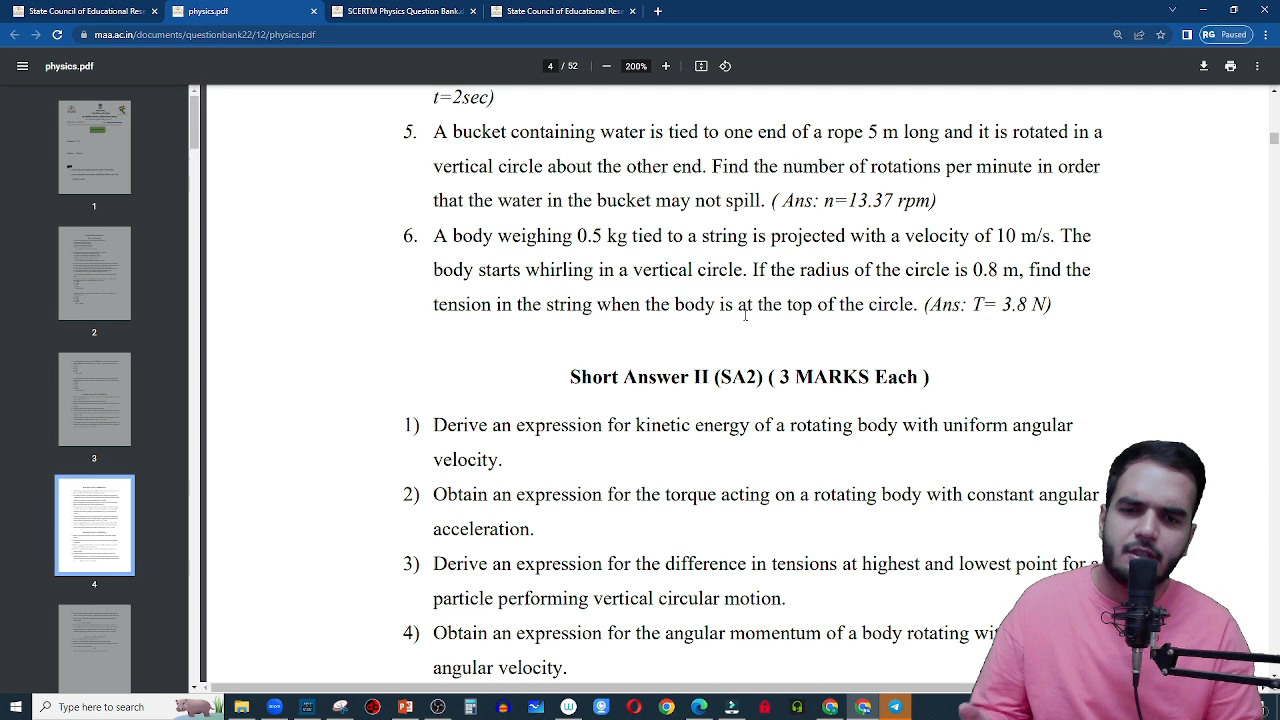 State Council of Educational Res
physics.pdf
SCERTM Physics Question Bank
State Council of Educational Res
maa.ac.in/documents/questionbank22/12/physics.pdf
RG Paused
physics.pdf
4 / 52
200%
t=2sec)
5. A bucket containing water is tied to one end of a rope 5 m long and it is rotated in a
vertical circle about the other end. Find the number of rotations per minute in order
that the water in the bucket may not spill. ( Ans: n=13.37 rpm)
6. A body weighing 0.5 kg tied to a string is projected with a velocity of 10 m/s. The
body starts whirling in a vertical circle. If the radius of the circle is 0.8 m, find the
tension in the string when the body is at the top of the circle. (Ans: T= 3.8 N)
Short Answer II (SA2) ( 3 MARKS Each )
1) Derive an expression for kinetic energy of a rotating body with uniform angular
velocity.
2) Obtain an expression for the torque acting on a rotating body with constant angular
acceleration.
3) Derive an expression for the difference in tensions at highest and lowest point for a
particle performing vertical circular motion.
4) Obtain an expression for the angular momentum of a body rotating
angular velocity.
1
2
3
4
Type here to search